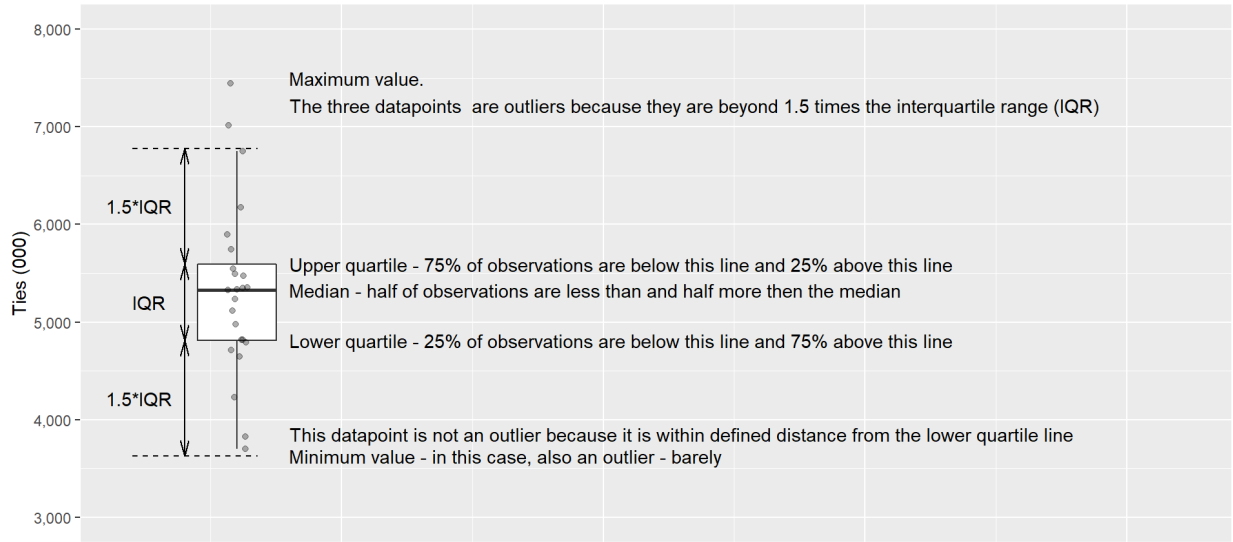 8,000
Maximum value.
The three datapoints  are outliers because they are beyond 1.5 times the interquartile range (IQR)
7,000
1.5*IQR
6,000
Upper quartile - 75% of observations are below this line and 25% above this line
Median - half of observations are less than and half more then the median
IQR
Ties (000)
5,000
Lower quartile - 25% of observations are below this line and 75% above this line
1.5*IQR
4,000
This datapoint is not an outlier because it is within defined distance from the lower quartile line
Minimum value - in this case, also an outlier - barely
3,000